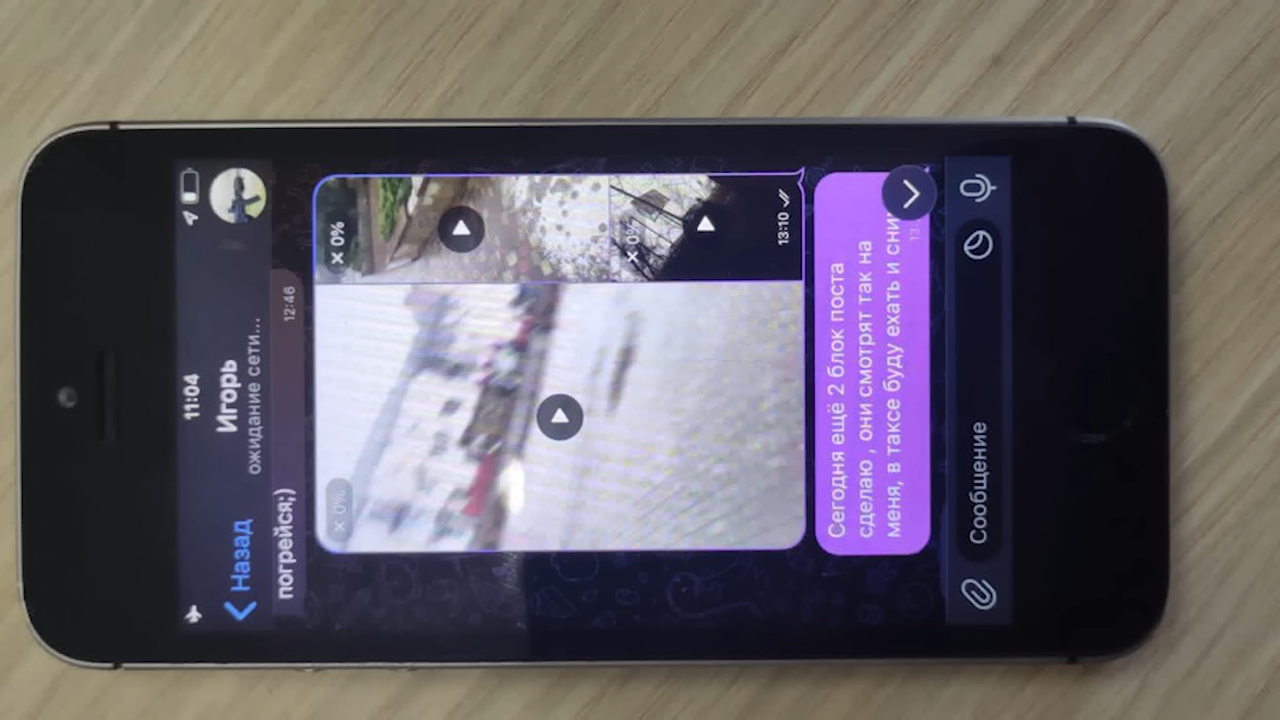 11:04
Назад
Игорь
ожидание сети...
погрейся;)
12:46
0%
0%
0%
13:10
Сегодня ещё 2 блок поста
сделаю , они смотрят так на
меня, в таксе буду ехать и
Сообщение